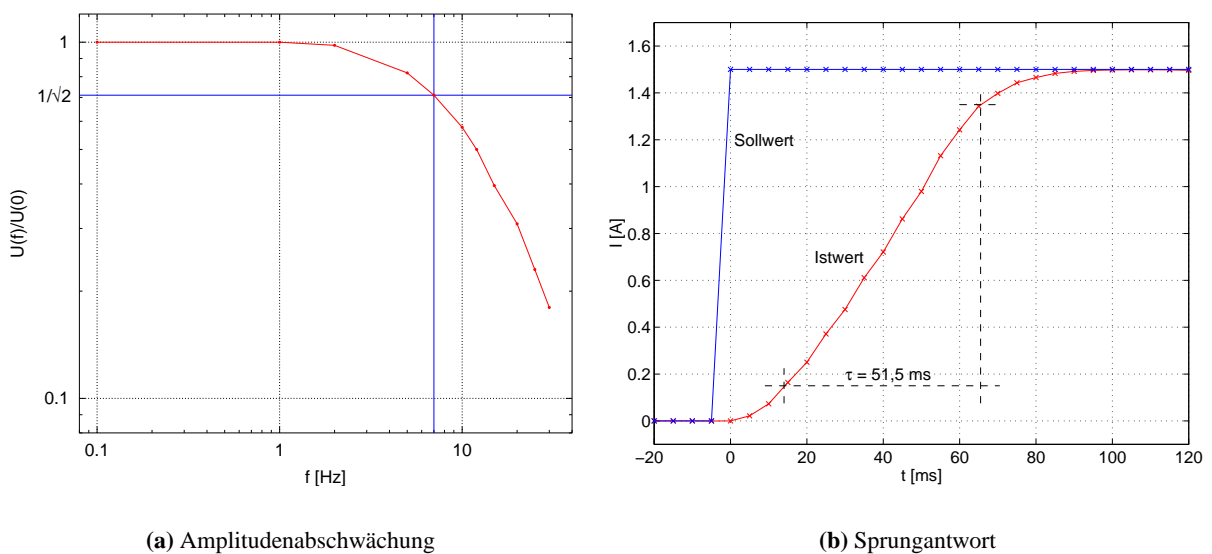 1
1/√2
0.1
U(f)/U(0)
0.1
1
10
f [Hz]
(a) Amplitudenabschwächung
1.6
1.4
1.2
1
0.8
0.6
0.4
0.2
0
I [A]
Sollwert
Istwert
τ = 51,5 ms
−20
0
20
40
60
80
100
120
t [ms]
(b) Sprungantwort